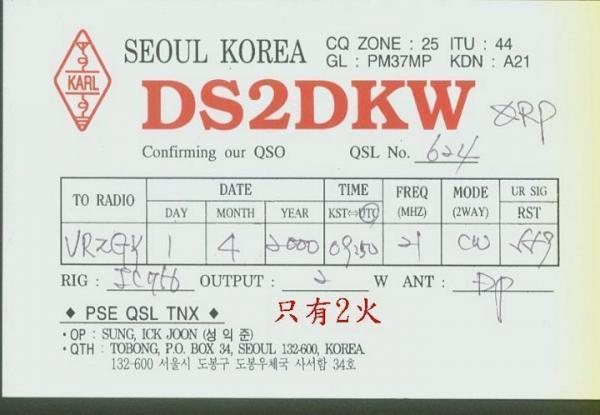 KARL
SEOUL KOREA
CQ ZONE : 25 ITU : 44
GL : PM37MP KDN : A21
DS2DKW
QRP
Confirming our QSO QSL No. 624
TO RADIO DATE TIME FREQ MODE UR SIG
DAY MONTH YEAR KST⇔UTC (MHZ) (2WAY) RST
VR2GK 1 4 2000 09:50 21 CW 559
RIG : IC766 OUTPUT : 2 W ANT : DP
◆ PSE QSL TNX ◆ 只有2火
· OP : SUNG, ICK JOON (성익준)
· QTH : TOBONG, P.O. BOX 34, SEOUL 132-600, KOREA
132-600 서울시 도봉구 도봉우체국 사서함 34호